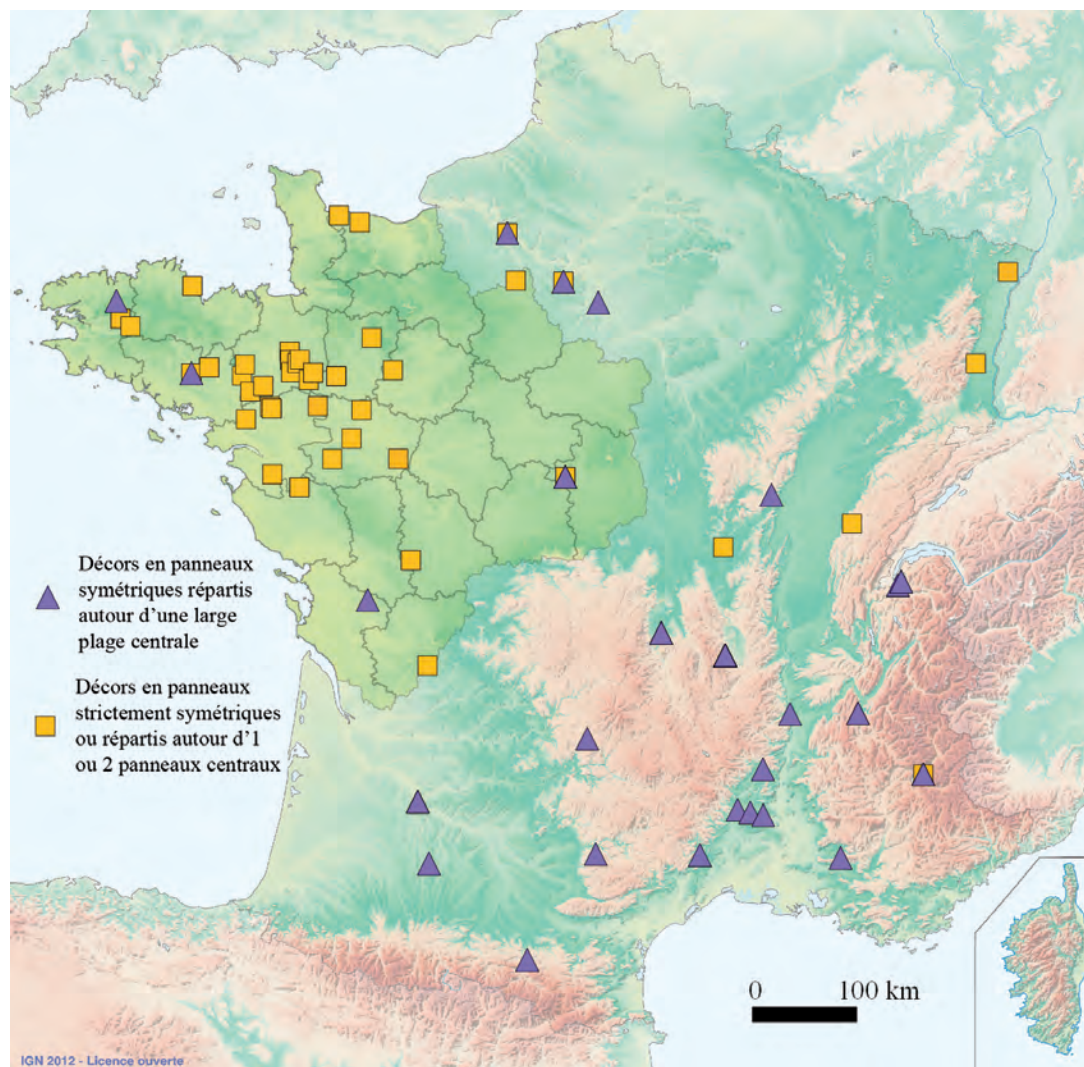 Décors en panneaux
symétriques répartis
autour d’une large
plage centrale
Décors en panneaux
strictement symétriques
ou répartis autour d’1
ou 2 panneaux centraux
0 100 km
IGN 2012 - Licence ouverte